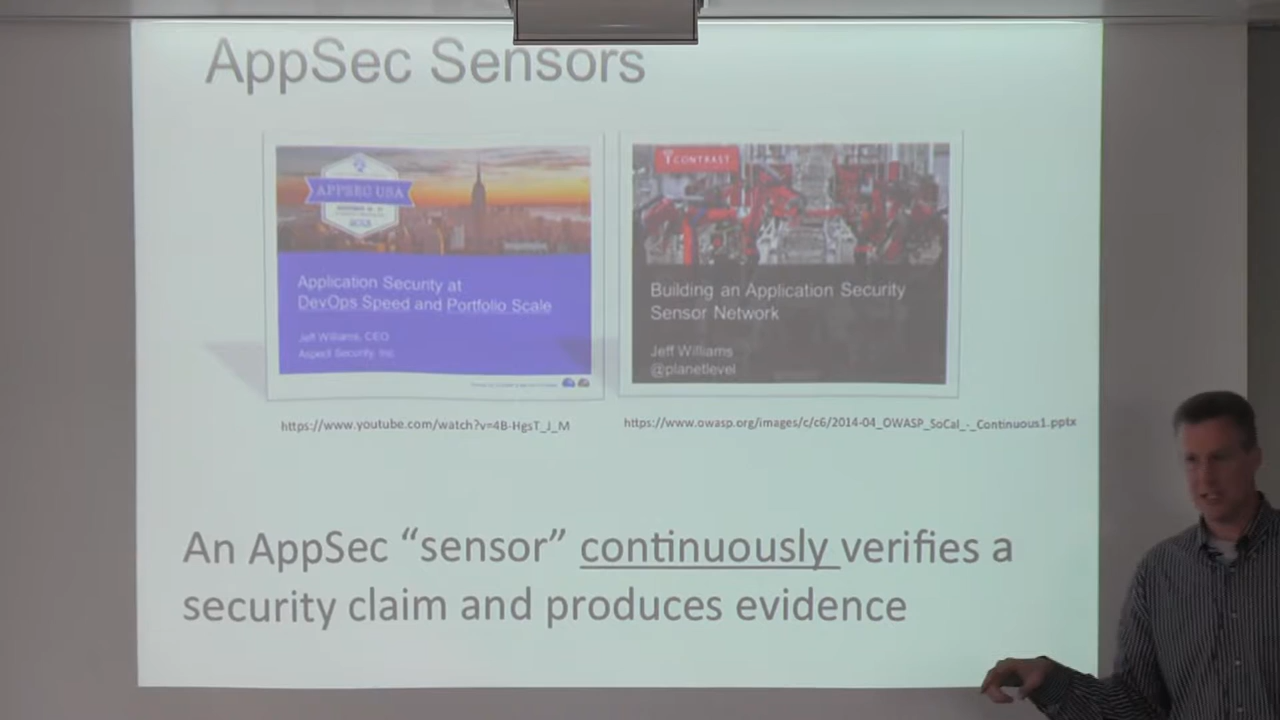 AppSec Sensors
APPSEC USA
Application Security at
DevOps Speed and Portfolio Scale
Jeff Williams, CEO
Aspect Security, Inc
CONTRAST
Building an Application Security
Sensor Network
Jeff Williams
@planetlevel
https://www.youtube.com/watch?v=4B-HgsT_J_M
https://www.owasp.org/images/c/c6/2014-04_OWASP_SoCal_-_Continuous1.pptx
An AppSec “sensor” continuously verifies a
security claim and produces evidence